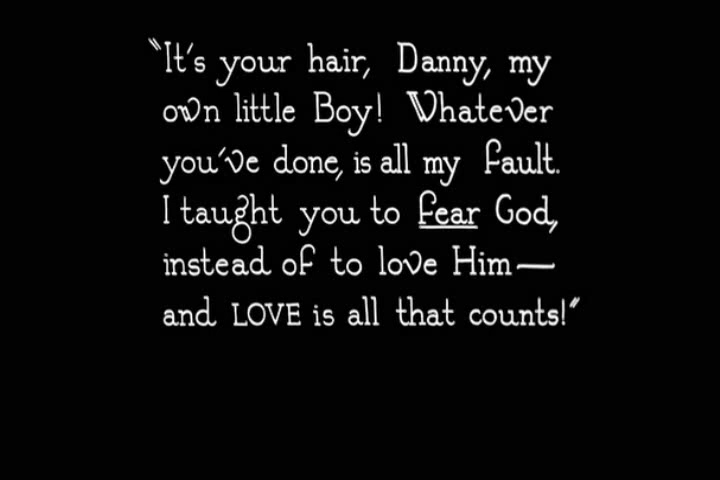 "It's your hair, Danny, my
own little Boy! Whatever
you've done, is all my fault.
I taught you to fear God,
instead of to love Him—
and LOVE is all that counts!"